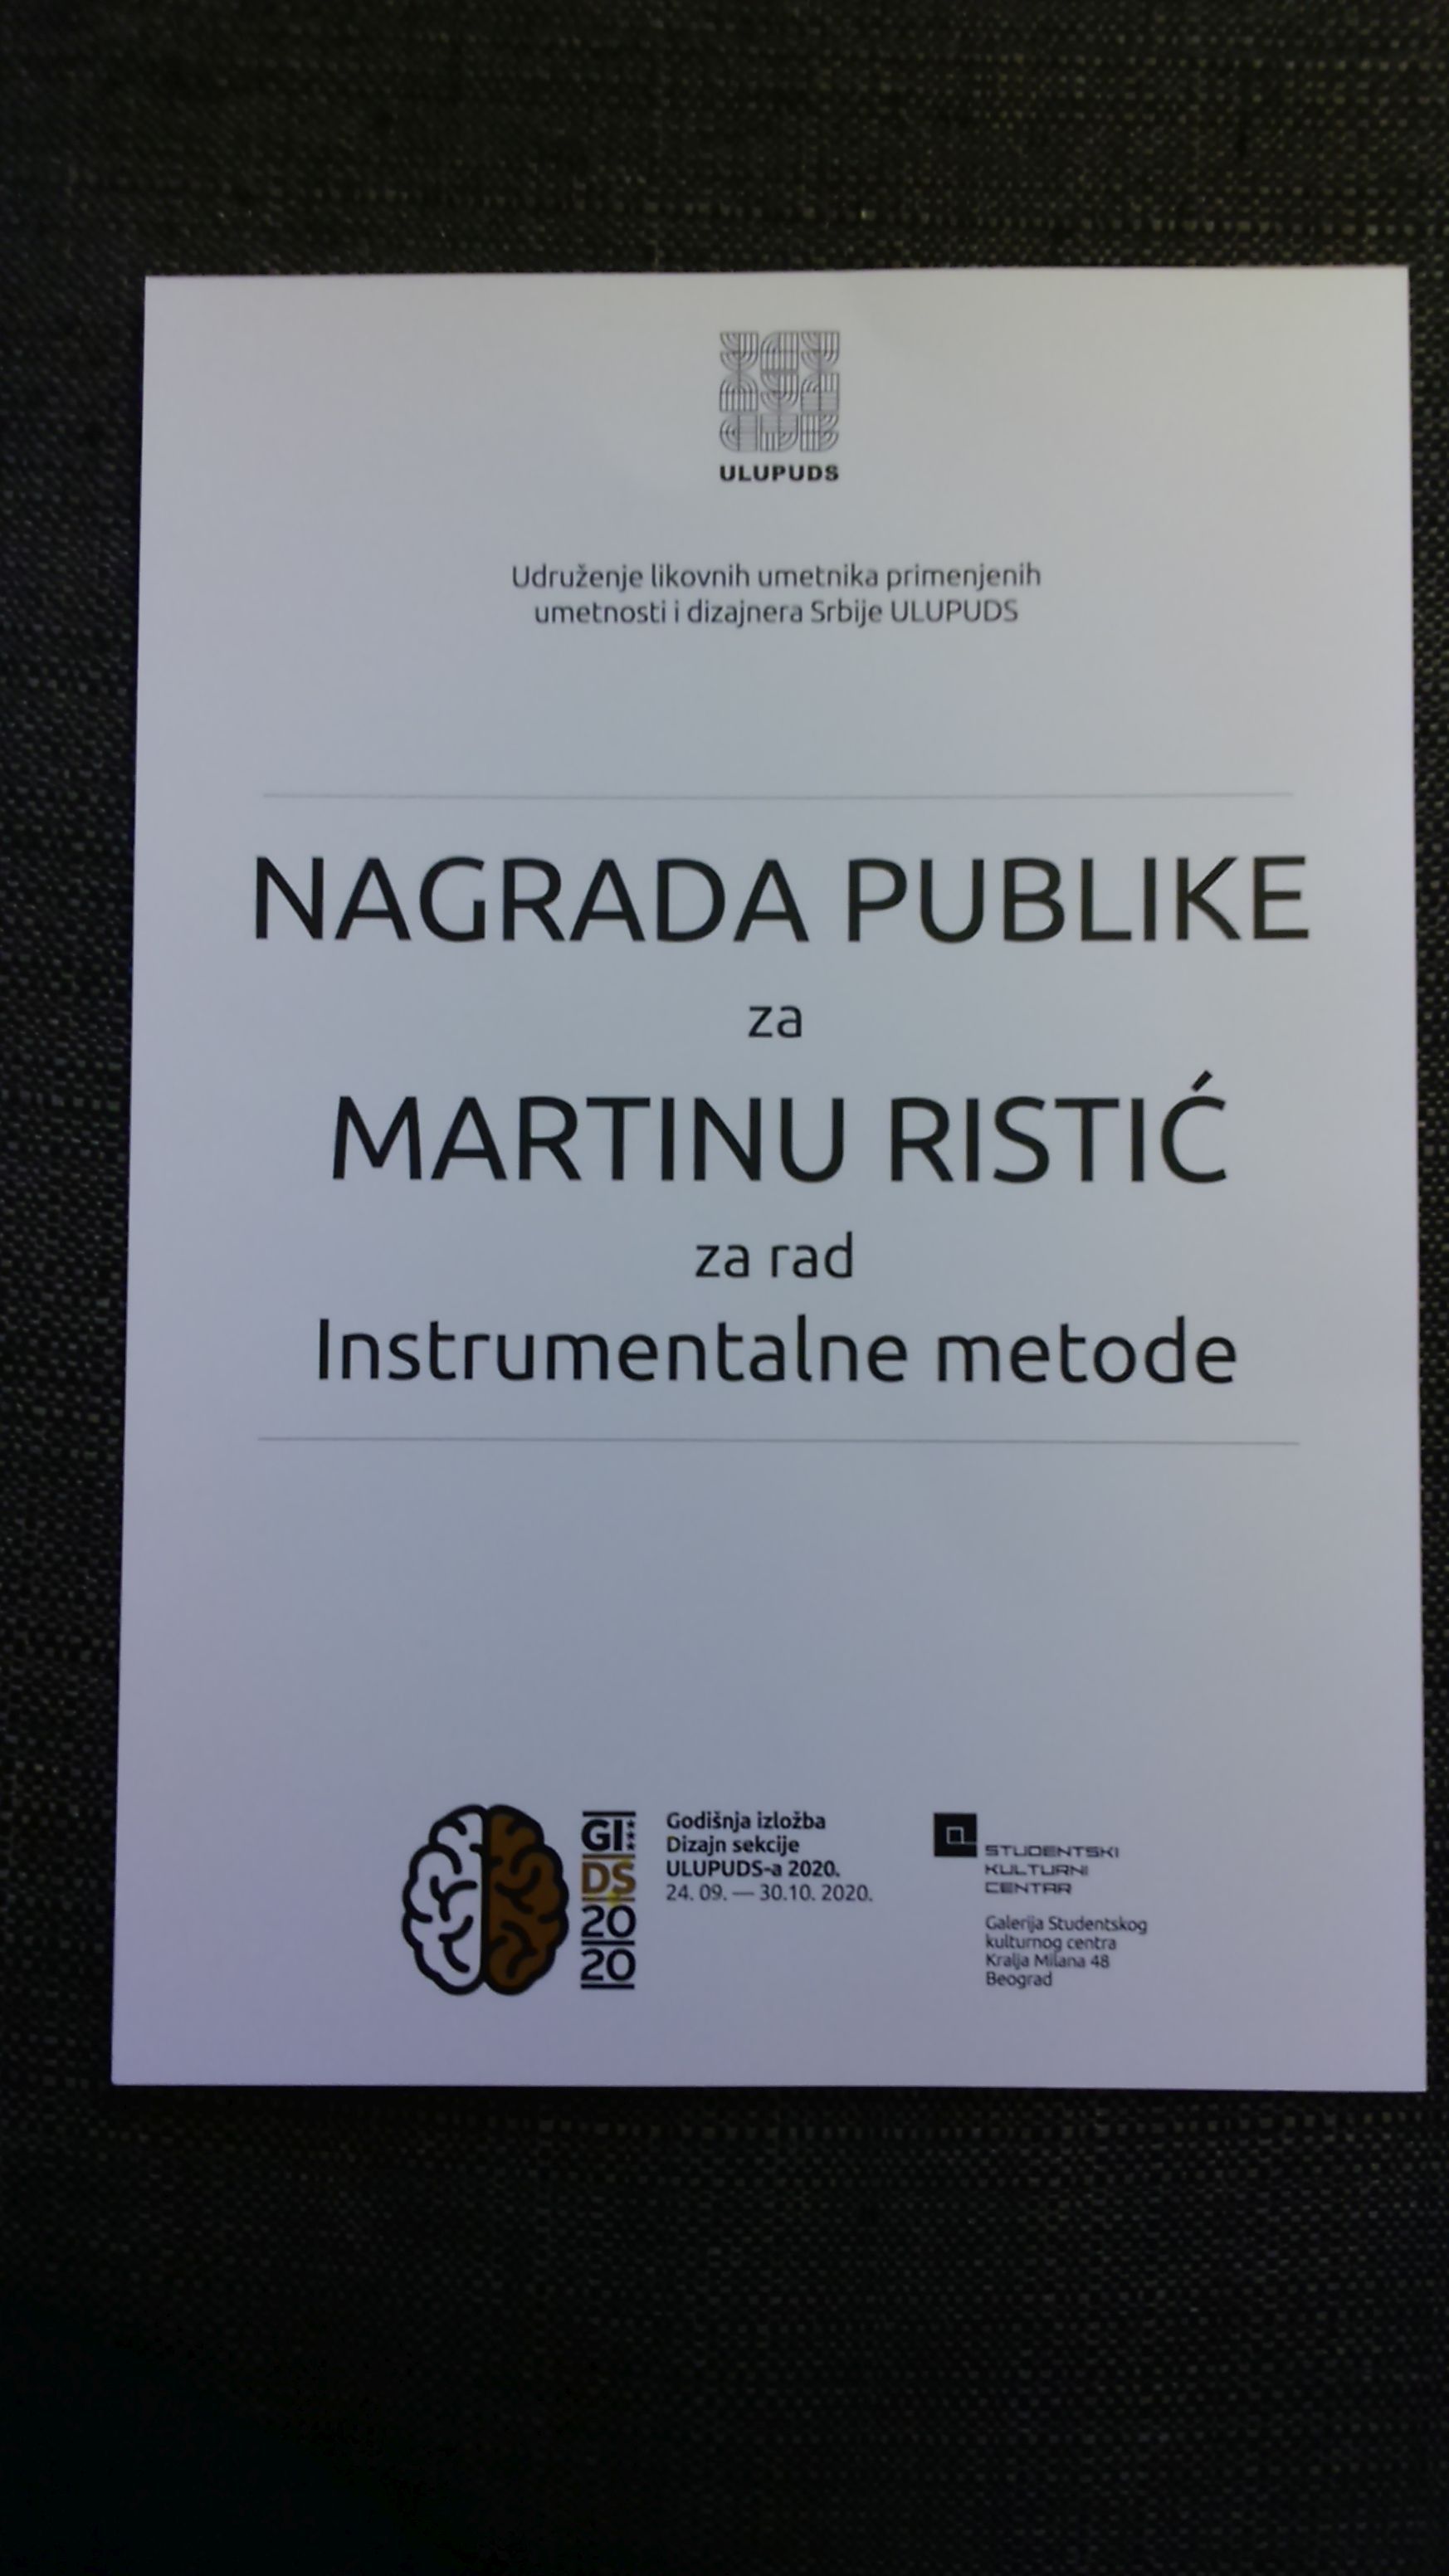 ULUPUDS
Udruženje likovnih umetnika primenjenih
umetnosti i dizajnera Srbije ULUPUDS
NAGRADA PUBLIKE
za
MARTINU RISTIĆ
za rad
Instrumentalne metode
GI
DS
20
20
Godišnja izložba
Dizajn sekcije
ULUPUDS-a 2020.
24. 09. — 30.10. 2020.
STUDENTSKI
KULTURNI
CENTAR
Galerija Studentskog
kulturnog centra
Kralja Milana 48
Beograd